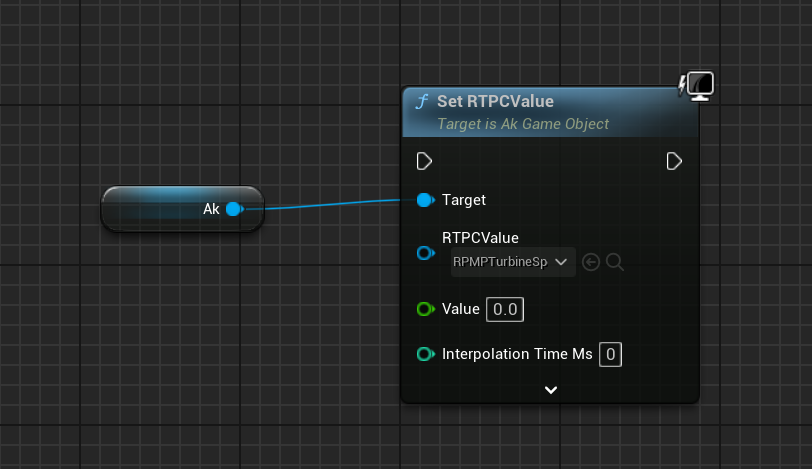 Set RTPCValue
Target is Ak Game Object
Ak
Target
RTPCValue
RPMPTurbineSp
Value 0.0
Interpolation Time Ms 0